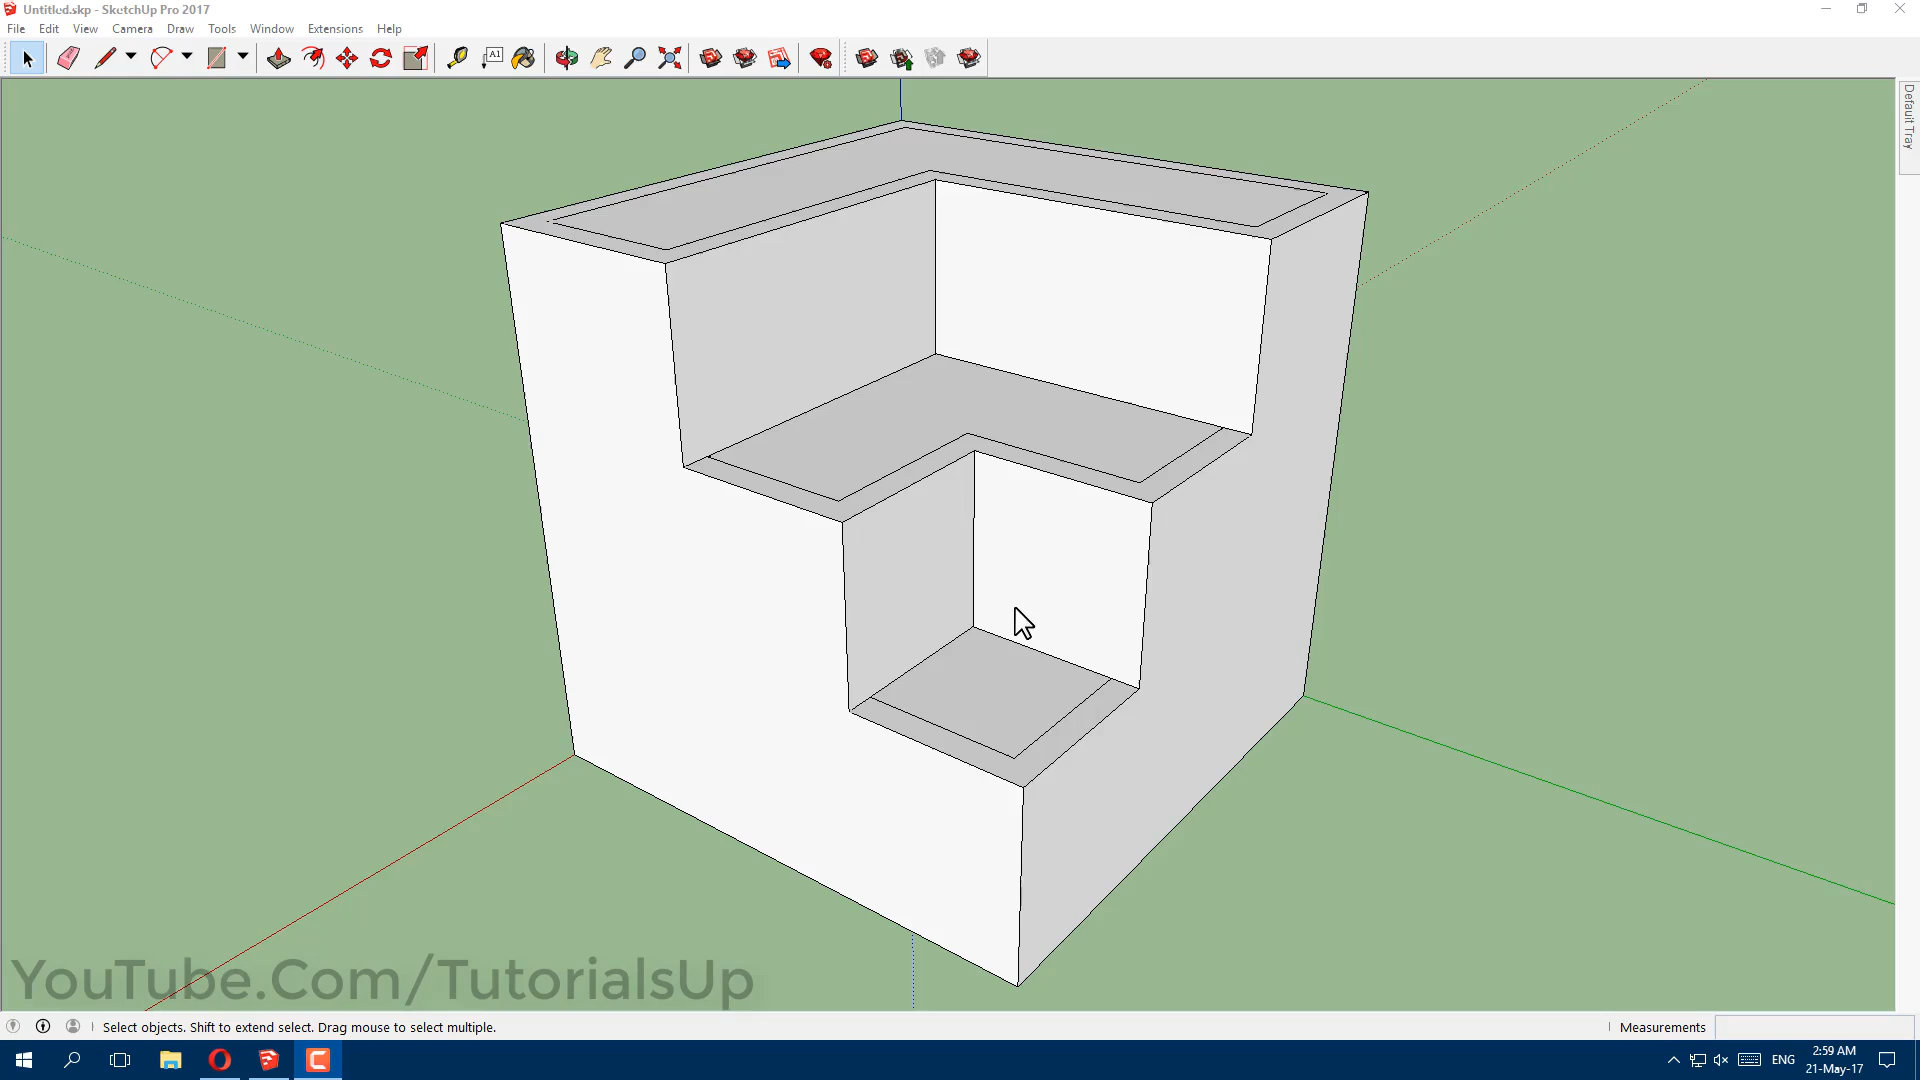 Untitled.skp - SketchUp Pro 2017
File Edit View Camera Draw Tools Window Extensions Help
A1
Default Tray
YouTube.Com/TutorialsUp
Select objects. Shift to extend select. Drag mouse to select multiple.
Measurements
ENG
2:59 AM
21-May-17